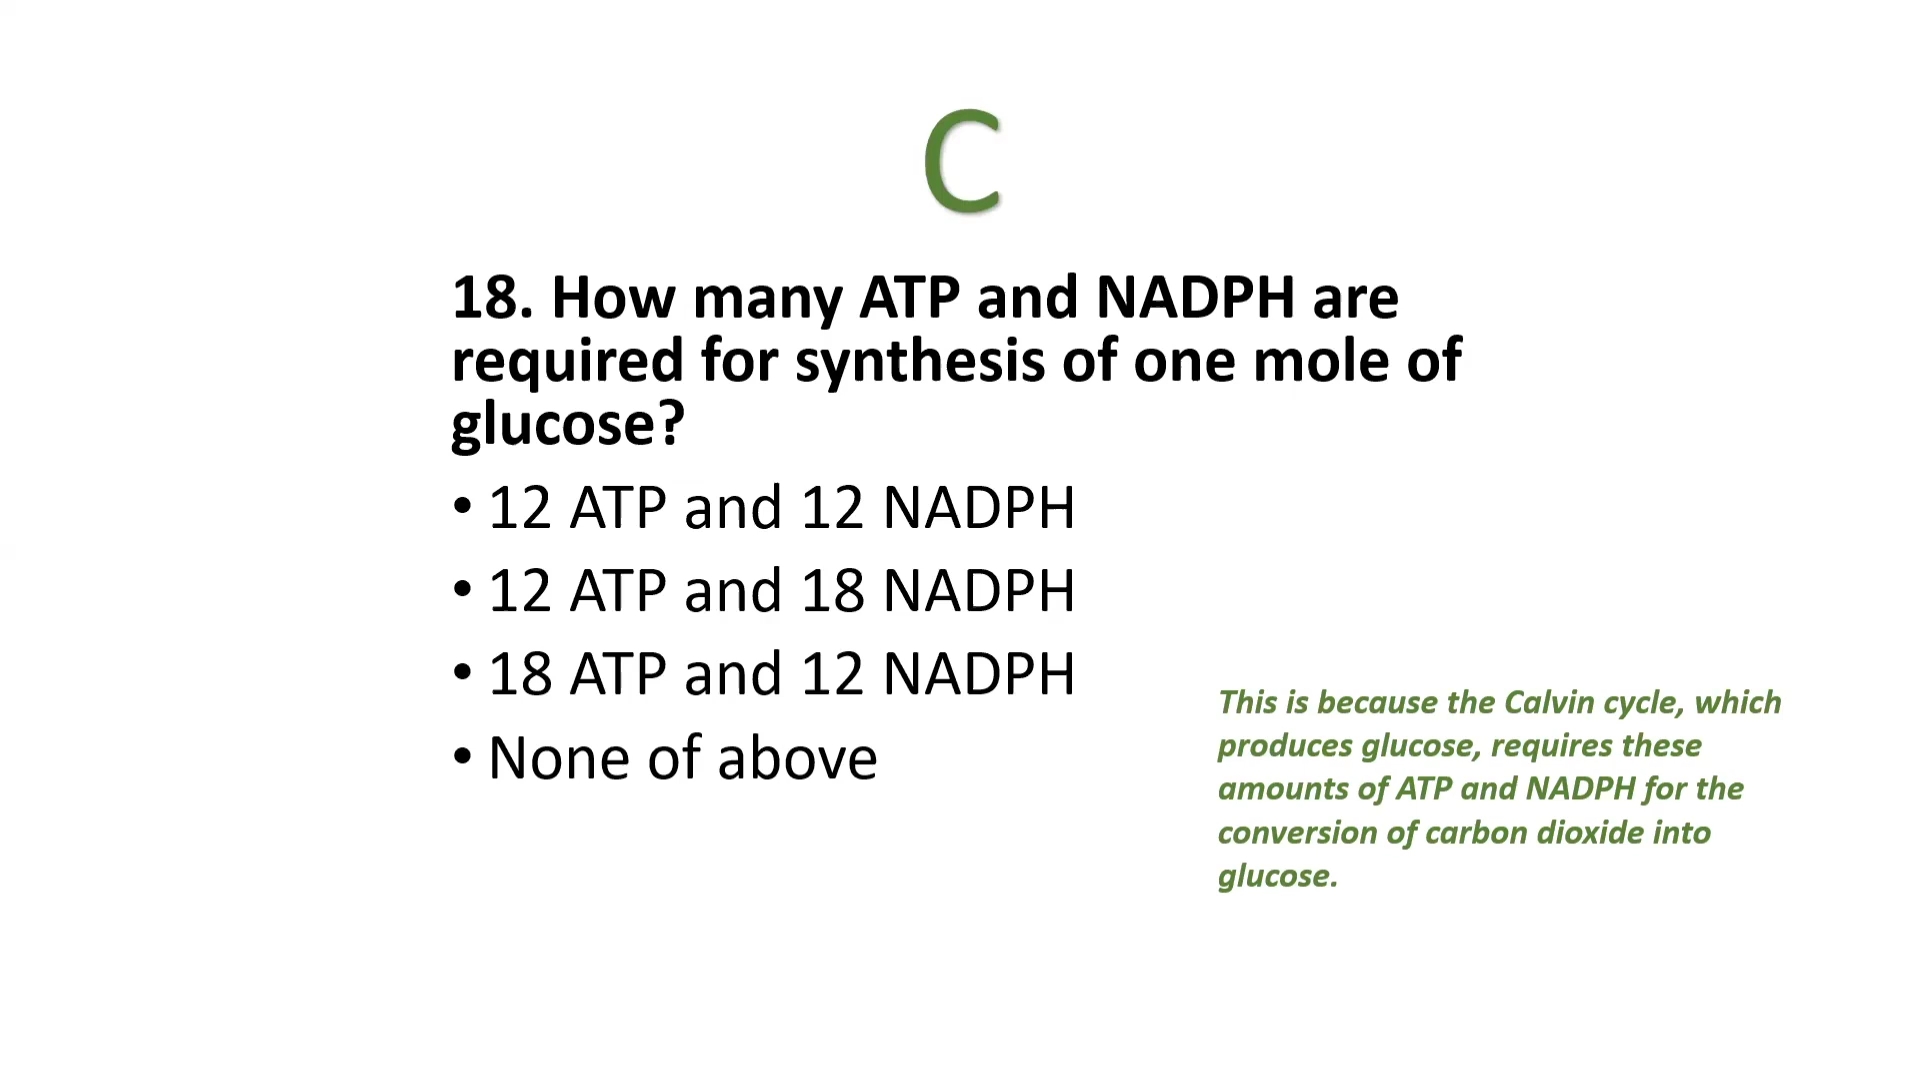 C
18. How many ATP and NADPH are
required for synthesis of one mole of
glucose?
• 12 ATP and 12 NADPH
• 12 ATP and 18 NADPH
• 18 ATP and 12 NADPH
• None of above
This is because the Calvin cycle, which
produces glucose, requires these
amounts of ATP and NADPH for the
conversion of carbon dioxide into
glucose.